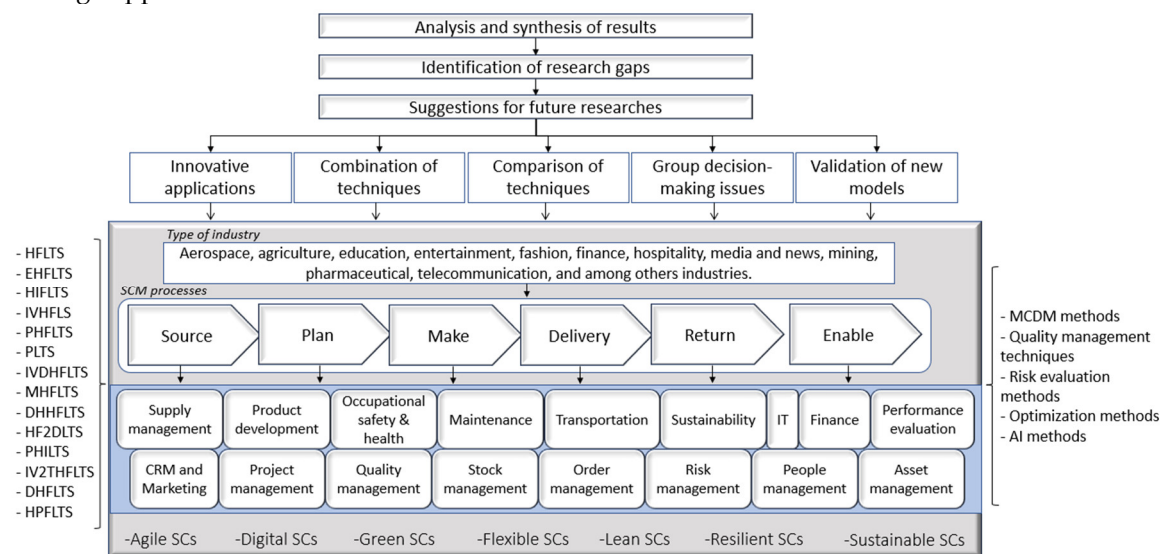 Analysis and synthesis of results
Identification of research gaps
Suggestions for future researches
Innovative
applications
Combination of
techniques
Comparison of
techniques
Group decision-
making issues
Validation of new
models
Type of industry
Aerospace, agriculture, education, entertainment, fashion, finance, hospitality, media and news, mining,
pharmaceutical, telecommunication, and among others industries.
SCM processes
Source
Plan
Make
Delivery
Return
Enable
Supply
management
Product
development
Occupational
safety &
health
Maintenance
Transportation
Sustainability
IT
Finance
Performance
evaluation
CRM and
Marketing
Project
management
Quality
management
Stock
management
Order
management
Risk
management
People
management
Asset
management
-Agile SCs
-Digital SCs
-Green SCs
-Flexible SCs
-Lean SCs
-Resilient SCs
-Sustainable SCs
- HFLTS
- EHFLTS
- HIFLTS
- IVHFLS
- PHFLTS
- PLTS
- IVDHFLTS
- MHFLTS
- DHHFLTS
- HF2DLTS
- PHILTS
- IV2THFLTS
- DHFLTS
- HPFLTS
- MCDM methods
- Quality management
techniques
- Risk evaluation
methods
- Optimization methods
- AI methods